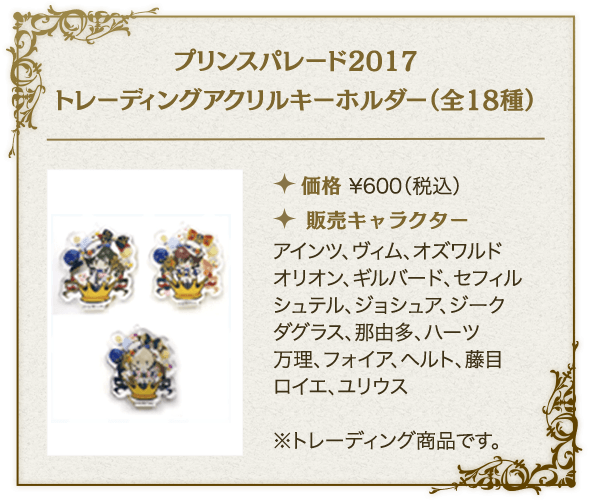 プリンスパレード2017
トレーディングアクリルキーホルダー(全18種)
価格 ¥600(税込)
販売キャラクター
アインツ、ヴィム、オズワルド
オリオン、ギルバード、セフィル
シュテル、ジョシュア、ジーク
ダグラス、那由多、ハーツ
万理、フォイア、ヘルト、藤目
ロイエ、ユリウス
※トレーディング商品です。